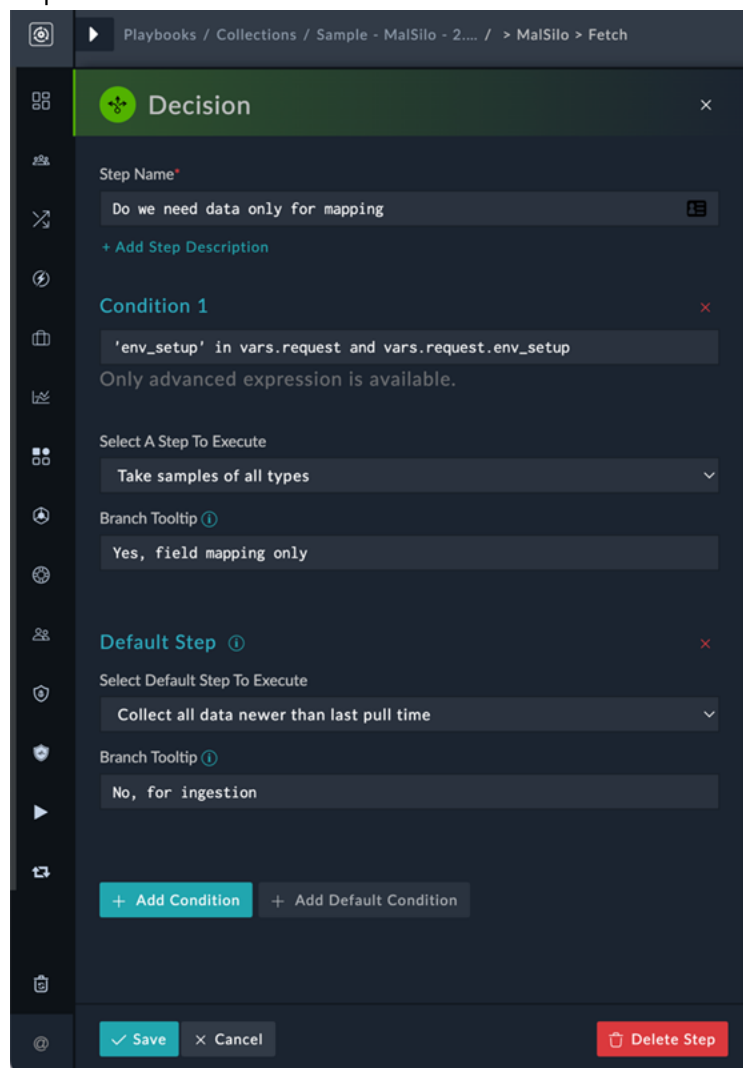 Playbooks / Collections / Sample - MalSilo - 2.... / > MalSilo > Fetch
Decision
Step Name*
Do we need data only for mapping
+ Add Step Description
Condition 1
'env_setup' in vars.request and vars.request.env_setup
Only advanced expression is available.
Select A Step To Execute
Take samples of all types
Branch Tooltip
Yes, field mapping only
Default Step
Select Default Step To Execute
Collect all data newer than last pull time
Branch Tooltip
No, for ingestion
+ Add Condition + Add Default Condition
@ Save × Cancel Delete Step